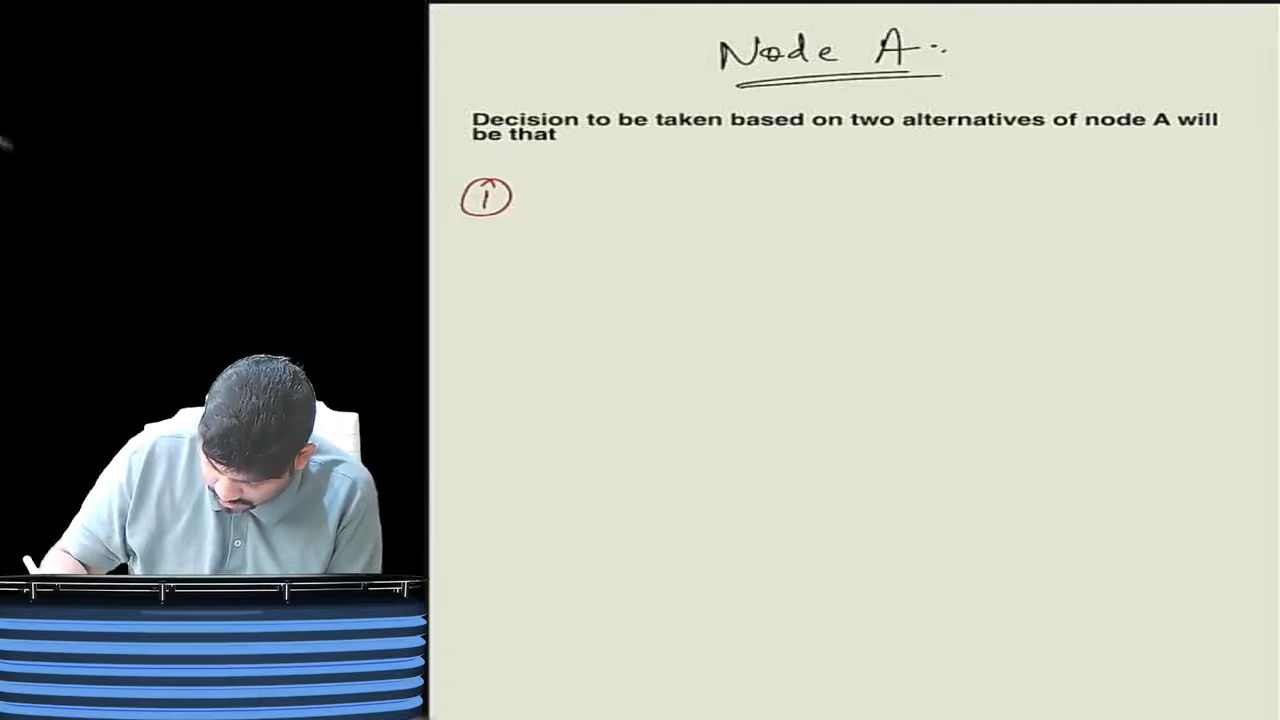 Node A
Decision to be taken based on two alternatives of node A will
be that
1